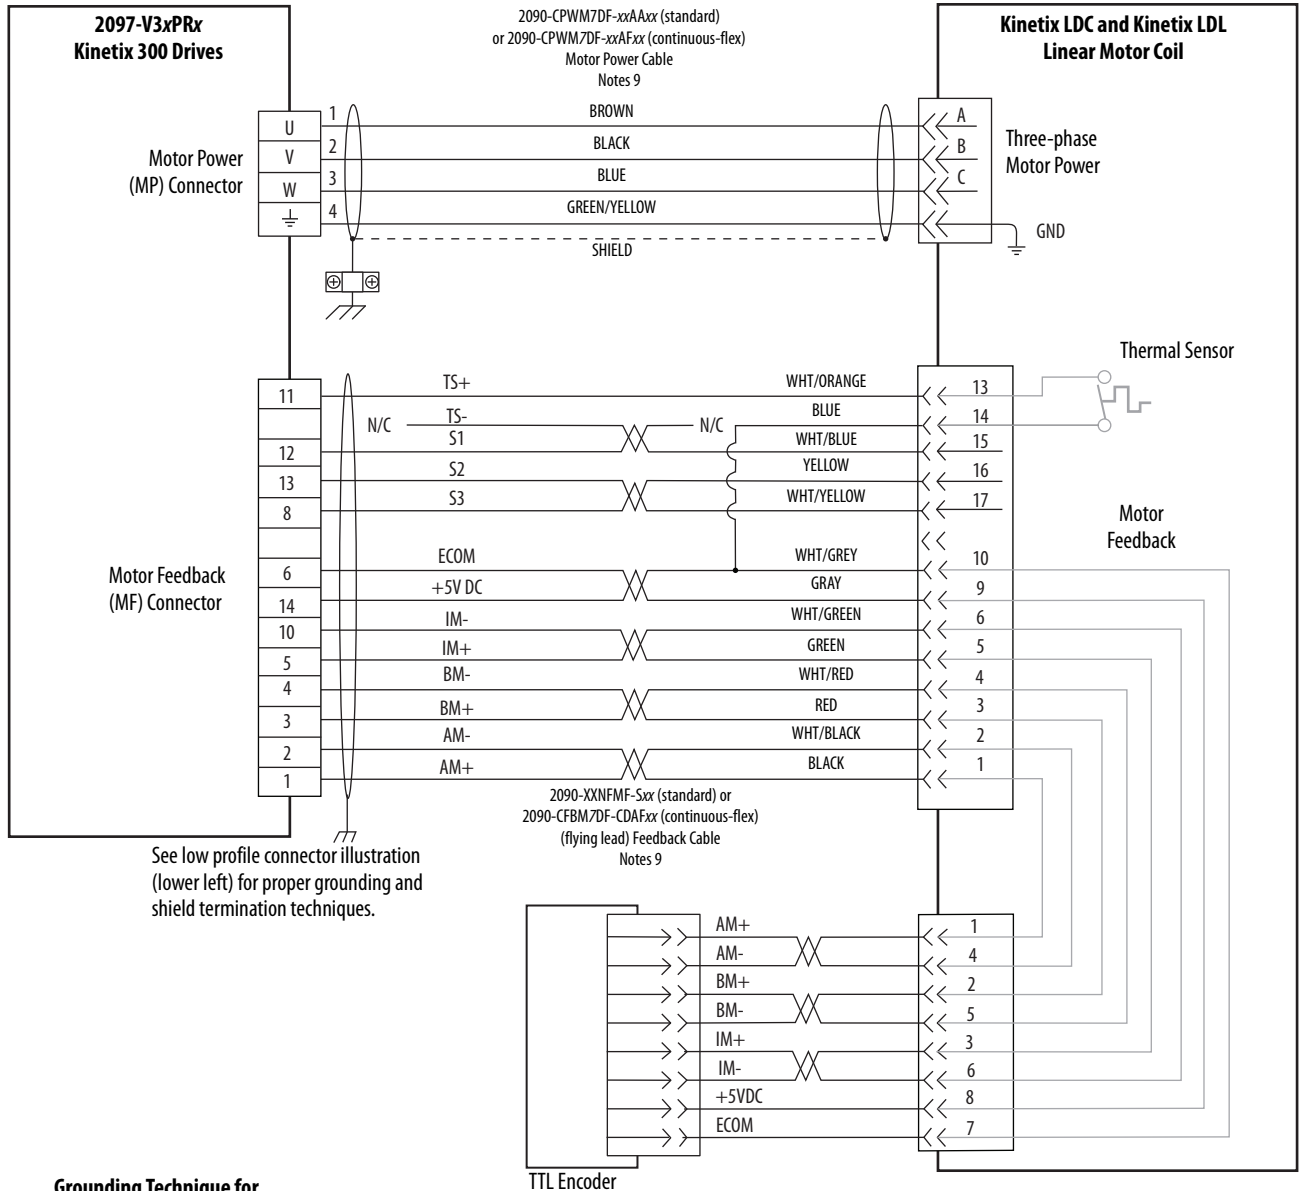 2097-V3xPRx
Kinetix 300 Drives
2090-CPWM7DF-xxAAxx (standard)
or 2090-CPWM7DF-xxAFxx (continuous-flex)
Motor Power Cable
Notes 9
Kinetix LDC and Kinetix LDL
Linear Motor Coil
Motor Power
(MP) Connector
U
V
W
1
2
3
4
BROWN
BLACK
BLUE
GREEN/YELLOW
SHIELD
A
B
C
Three-phase
Motor Power
GND
Thermal Sensor
Motor Feedback
(MF) Connector
11
12
13
8
6
14
10
5
4
3
2
1
TS+
N/C
TS-
N/C
S1
S2
S3
ECOM
+5V DC
IM-
IM+
BM-
BM+
AM-
AM+
WHT/ORANGE
BLUE
WHT/BLUE
YELLOW
WHT/YELLOW
WHT/GREY
GRAY
WHT/GREEN
GREEN
WHT/RED
RED
WHT/BLACK
BLACK
13
14
15
16
17
10
9
6
5
4
3
2
1
Motor
Feedback
2090-XXNFMF-Sxx (standard) or
2090-CFBM7DF-CDAFxx (continuous-flex)
(flying lead) Feedback Cable
Notes 9
See low profile connector illustration
(lower left) for proper grounding and
shield termination techniques.
AM+
AM-
BM+
BM-
IM+
IM-
+5VDC
ECOM
1
4
2
5
3
6
8
7
TTL Encoder
Grounding Technique for